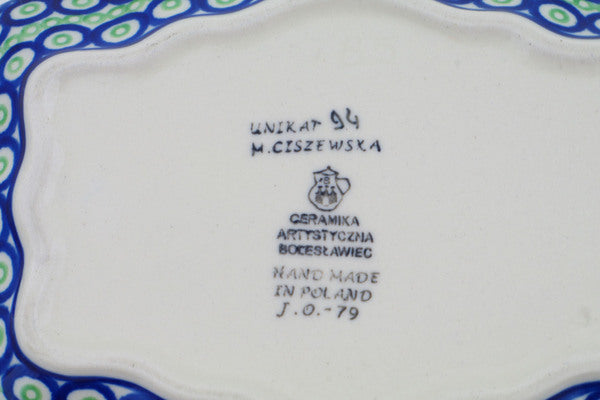 UNIKAT 94
M. CISZEWSKA
CERAMIKA
ARTYSTYCZNA
BOLESŁAWIEC
HAND MADE
IN POLAND
J.O.-79